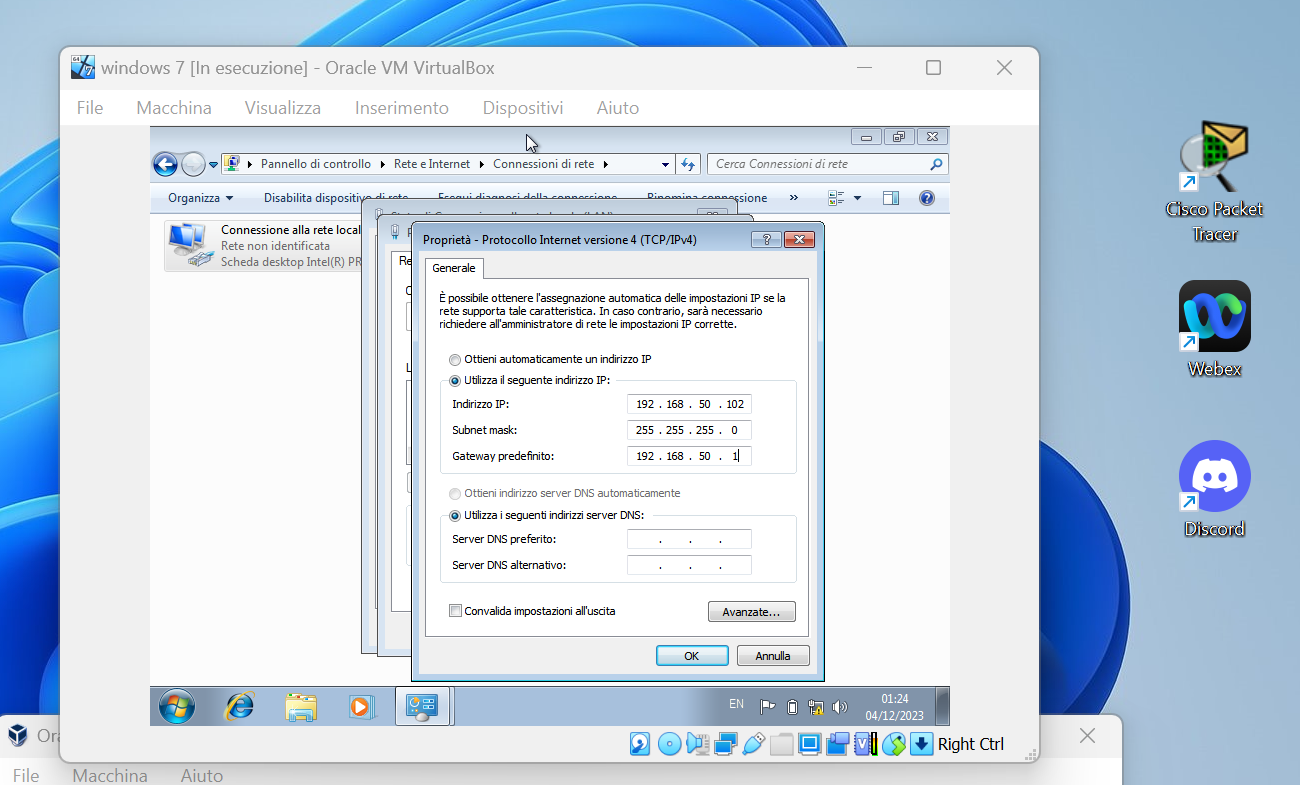 windows 7 [In esecuzione] - Oracle VM VirtualBox
File Macchina Visualizza Inserimento Dispositivi Aiuto
Pannello di controllo Rete e Internet Connessioni di rete
Cerca Connessioni di rete
Organizza Disabilita dispositivo di rete Esegui diagnosi della connessione Rinomina connessione »
Connessione alla rete local
Rete non identificata
Scheda desktop Intel(R) PR
Proprietà - Protocollo Internet versione 4 (TCP/IPv4)
Generale
È possibile ottenere l'assegnazione automatica delle impostazioni IP se la
rete supporta tale caratteristica. In caso contrario, sarà necessario
richiedere all'amministratore di rete le impostazioni IP corrette.
Ottieni automaticamente un indirizzo IP
Utilizza il seguente indirizzo IP:
Indirizzo IP: 192 . 168 . 50 . 102
Subnet mask: 255 . 255 . 255 . 0
Gateway predefinito: 192 . 168 . 50 . 1
Ottieni indirizzo server DNS automaticamente
Utilizza i seguenti indirizzi server DNS:
Server DNS preferito: . . .
Server DNS alternativo: . . .
Convalida impostazioni all'uscita
Avanzate...
OK Annulla
EN
01:24
04/12/2023
Right Ctrl
File Macchina Aiuto
Cisco Packet
Tracer
Webex
Discord